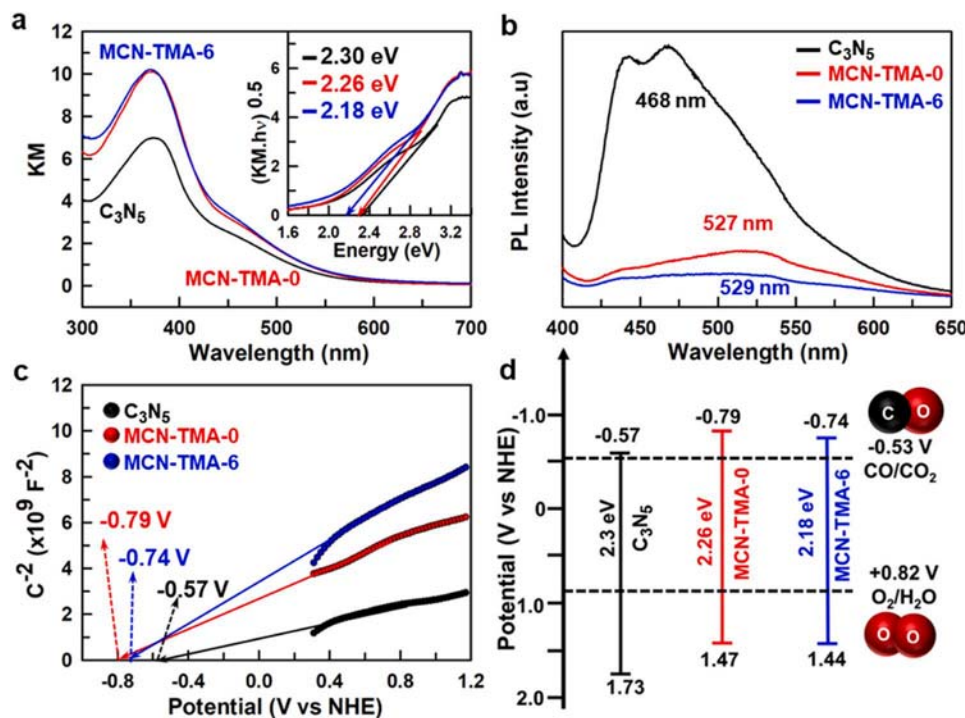 a
KM
12
10
8
6
4
2
0
MCN-TMA-6
C₃N₅
MCN-TMA-0
300 400 500 600 700
Wavelength (nm)
(KM.hν) 0.5
6
4
2
0
2.30 eV
2.26 eV
2.18 eV
1.6 2.0 2.4 2.8 3.2
Energy (eV)
b
PL Intensity (a.u)
C₃N₅
MCN-TMA-0
MCN-TMA-6
468 nm
527 nm
529 nm
400 450 500 550 600 650
Wavelength (nm)
c
C⁻² (x10⁹ F⁻²)
12
10
8
6
4
2
0
C₃N₅
MCN-TMA-0
MCN-TMA-6
-0.79 V
-0.74 V
-0.57 V
-0.8 -0.4 0.0 0.4 0.8 1.2
Potential (V vs NHE)
d
Potential (V vs NHE)
-1.0
0
1.0
2.0
-0.57
2.3 eV
C₃N₅
1.73
-0.79
2.26 eV
MCN-TMA-0
1.47
-0.74
2.18 eV
MCN-TMA-6
1.44
C O
-0.53 V
CO/CO₂
+0.82 V
O₂/H₂O
O O